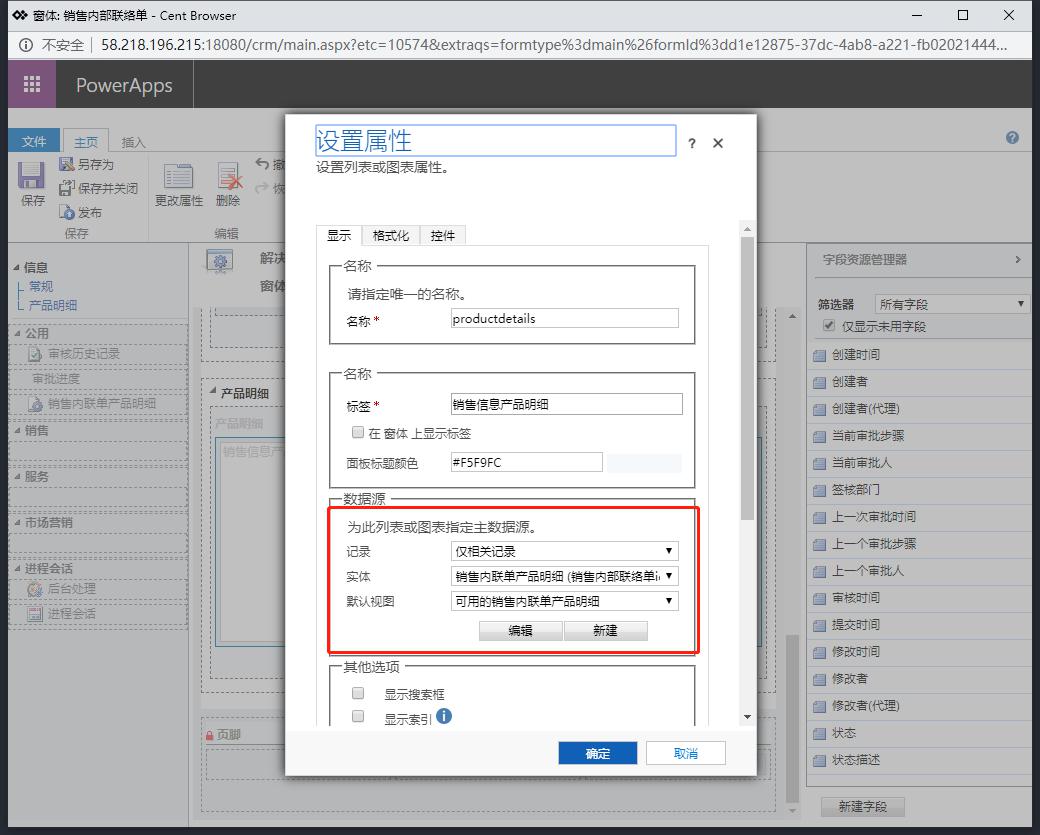 窗体: 销售内部联络单 - Cent Browser
不安全 58.218.196.215:18080/crm/main.aspx?etc=10574&extraqs=formtype%3dmain%26formId%3dd1e12875-37dc-4ab8-a221-fb02021444...
PowerApps
文件 主页 插入
保存
另存为
保存并关闭
发布
保存
更改属性
删除
撤
恢
编辑
信息
常规
产品明细
公用
审核历史记录
审批进度
销售内联单产品明细
销售
服务
市场营销
进程会话
后台处理
进程会话
解决
窗体
产品明细
产品明细
销售信息产
页脚
设置属性
? ×
设置列表或图表属性。
显示 格式化 控件
名称
请指定唯一的名称。
名称* productdetails
名称
标签* 销售信息产品明细
在 窗体 上显示标签
面板标题颜色 #F5F9FC
数据源
为此列表或图表指定主数据源。
记录 仅相关记录
实体 销售内联单产品明细 (销售内部联络单i
默认视图 可用的销售内联单产品明细
编辑 新建
其他选项
显示搜索框
显示索引
确定 取消
字段资源管理器
筛选器 所有字段
仅显示未用字段
创建时间
创建者
创建者(代理)
当前审批步骤
当前审批人
签核部门
上一次审批时间
上一个审批步骤
上一个审批人
审核时间
提交时间
修改时间
修改者
修改者(代理)
状态
状态描述
新建字段